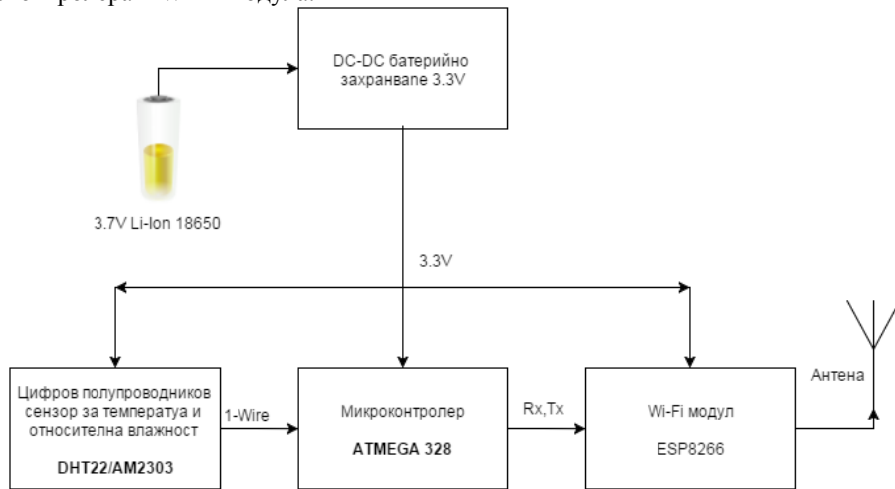 DC-DC батерийно
захранване 3.3V
3.7V Li-Ion 18650
3.3V
Антена
Цифров полупроводников
сензор за температуа и
относителна влажност
DHT22/AM2303
1-Wire
Микроконтролер
ATMEGA 328
Rx,Tx
Wi-Fi модул
ESP8266